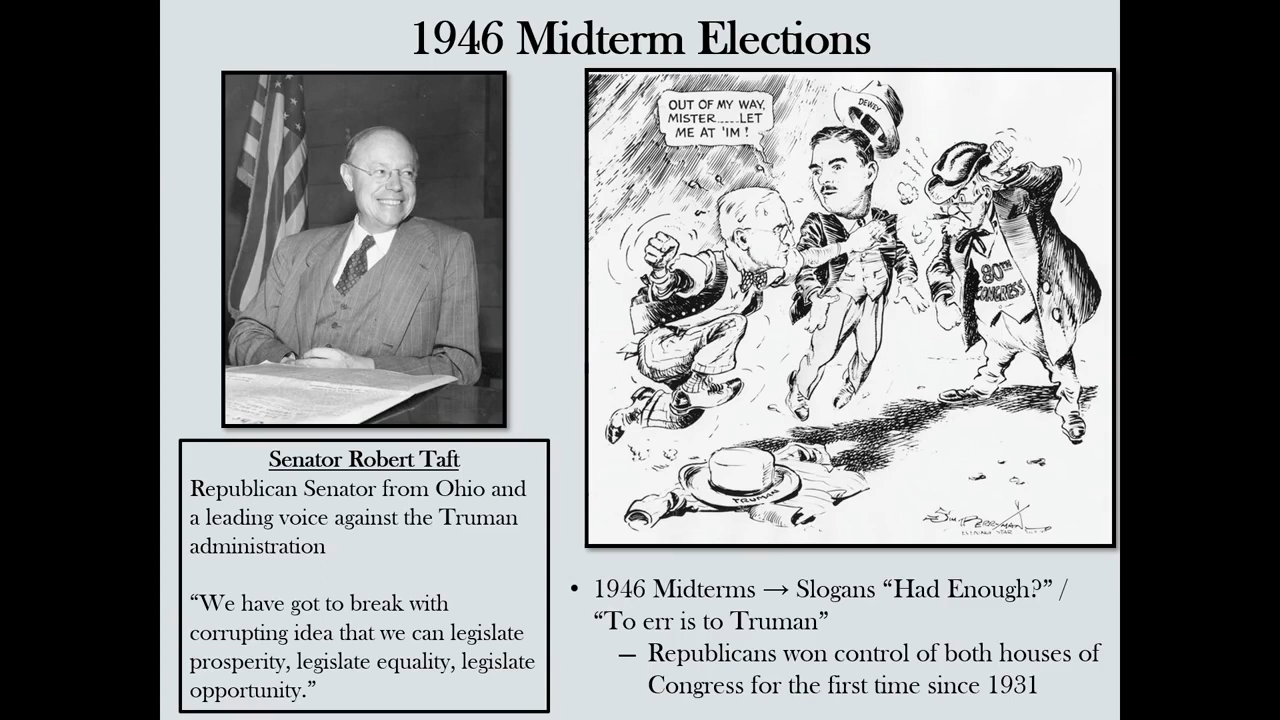 1946 Midterm Elections
OUT OF MY WAY,
MISTER.....LET
ME AT 'IM!
DEWEY
80TH
CONGRESS
TRUMAN
Senator Robert Taft
Republican Senator from Ohio and
a leading voice against the Truman
administration
“We have got to break with
corrupting idea that we can legislate
prosperity, legislate equality, legislate
opportunity.”
• 1946 Midterms → Slogans “Had Enough?” /
“To err is to Truman”
– Republicans won control of both houses of
Congress for the first time since 1931